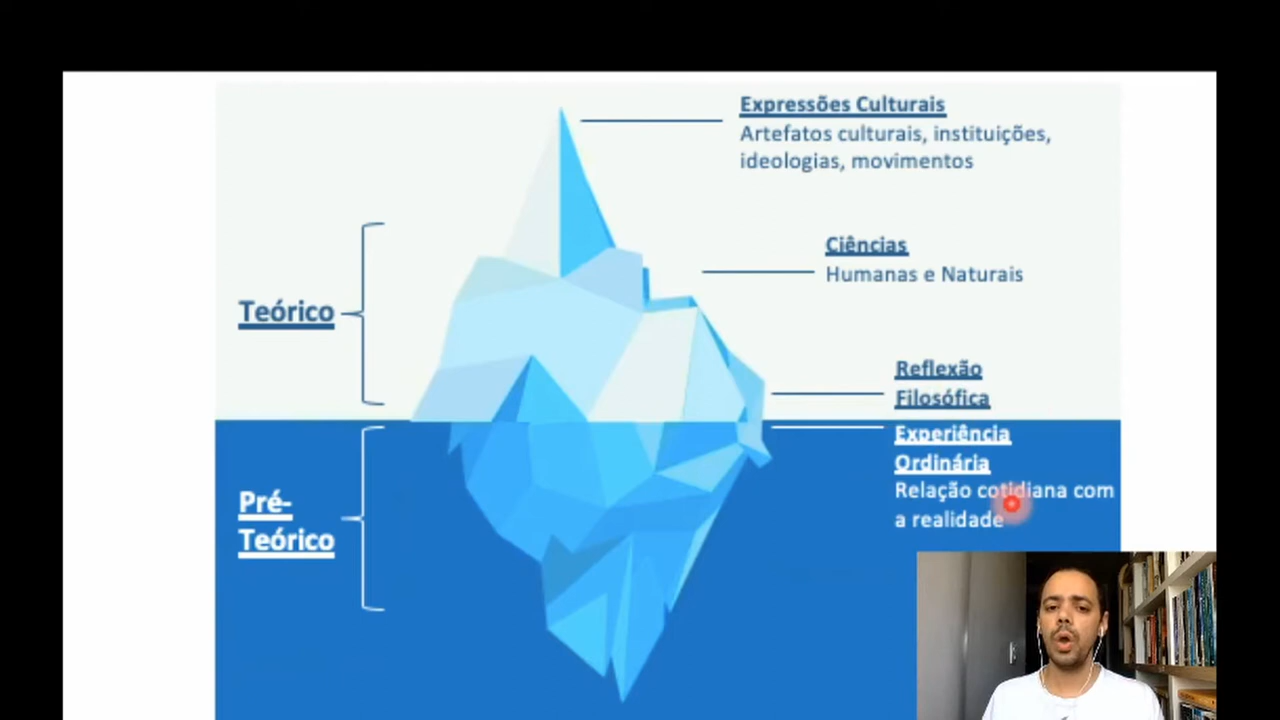 Expressões Culturais
Artefatos culturais, instituições,
ideologias, movimentos
Ciências
Humanas e Naturais
Teórico
Reflexão
Filosófica
Experiência
Ordinária
Relação cotidiana com
a realidade
Pré-
Teórico